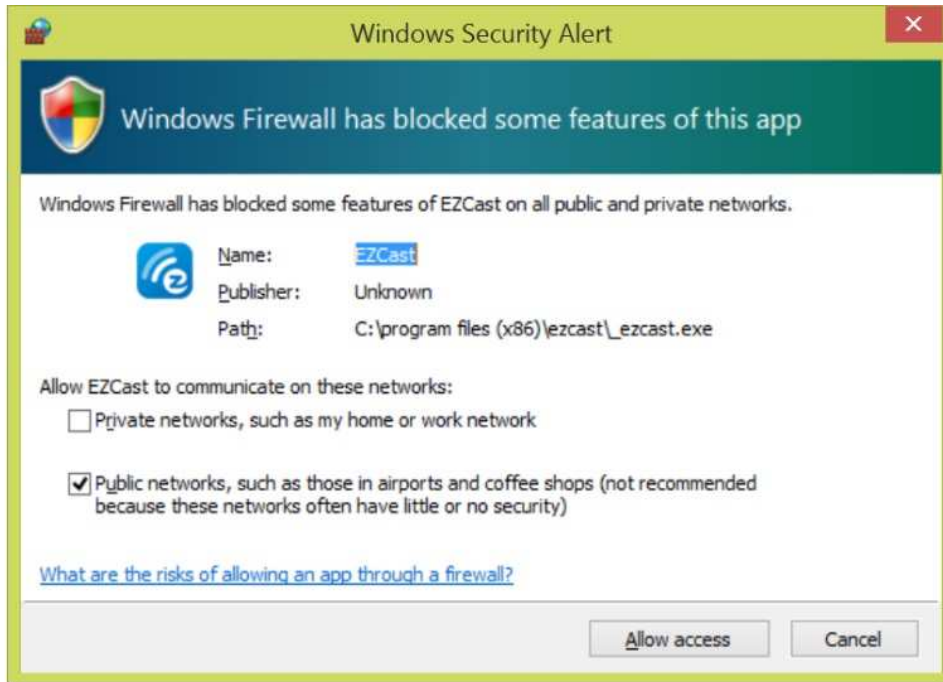 Windows Security Alert
Windows Firewall has blocked some features of this app
Windows Firewall has blocked some features of EZCast on all public and private networks.
Name: EZCast
Publisher: Unknown
Path: C:\program files (x86)\ezcast\_ezcast.exe
Allow EZCast to communicate on these networks:
Private networks, such as my home or work network
Public networks, such as those in airports and coffee shops (not recommended
because these networks often have little or no security)
What are the risks of allowing an app through a firewall?
Allow access Cancel